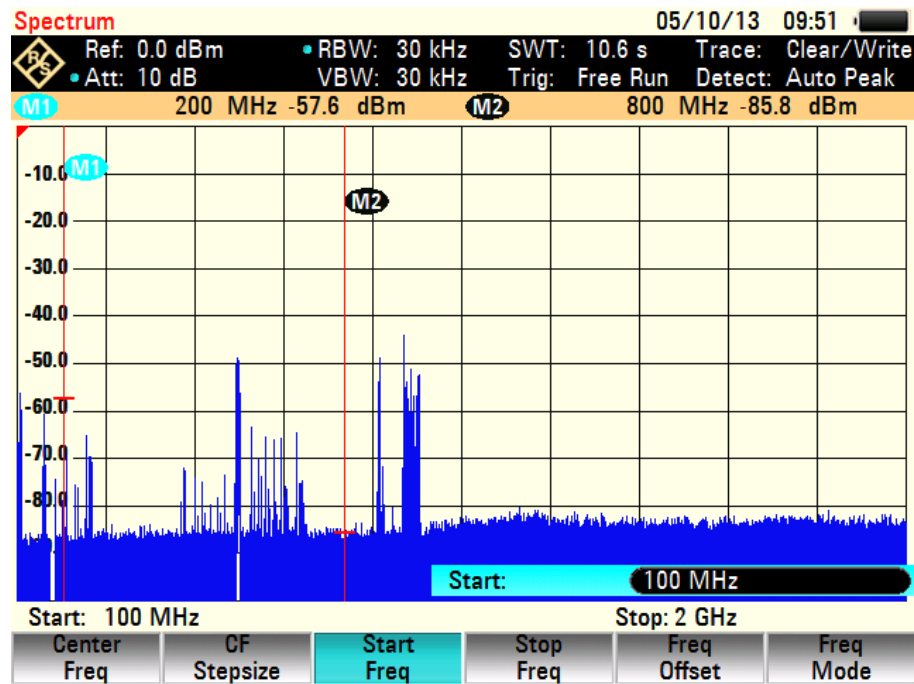 Spectrum 05/10/13 09:51
R&S Ref: 0.0 dBm RBW: 30 kHz SWT: 10.6 s Trace: Clear/Write
Att: 10 dB VBW: 30 kHz Trig: Free Run Detect: Auto Peak
M1 200 MHz -57.6 dBm M2 800 MHz -85.8 dBm
-10.0 M1
M2
-20.0
-30.0
-40.0
-50.0
-60.0
-70.0
-80.0
Start: 100 MHz
Start: 100 MHz Stop: 2 GHz
Center Freq CF Stepsize Start Freq Stop Freq Freq Offset Freq Mode